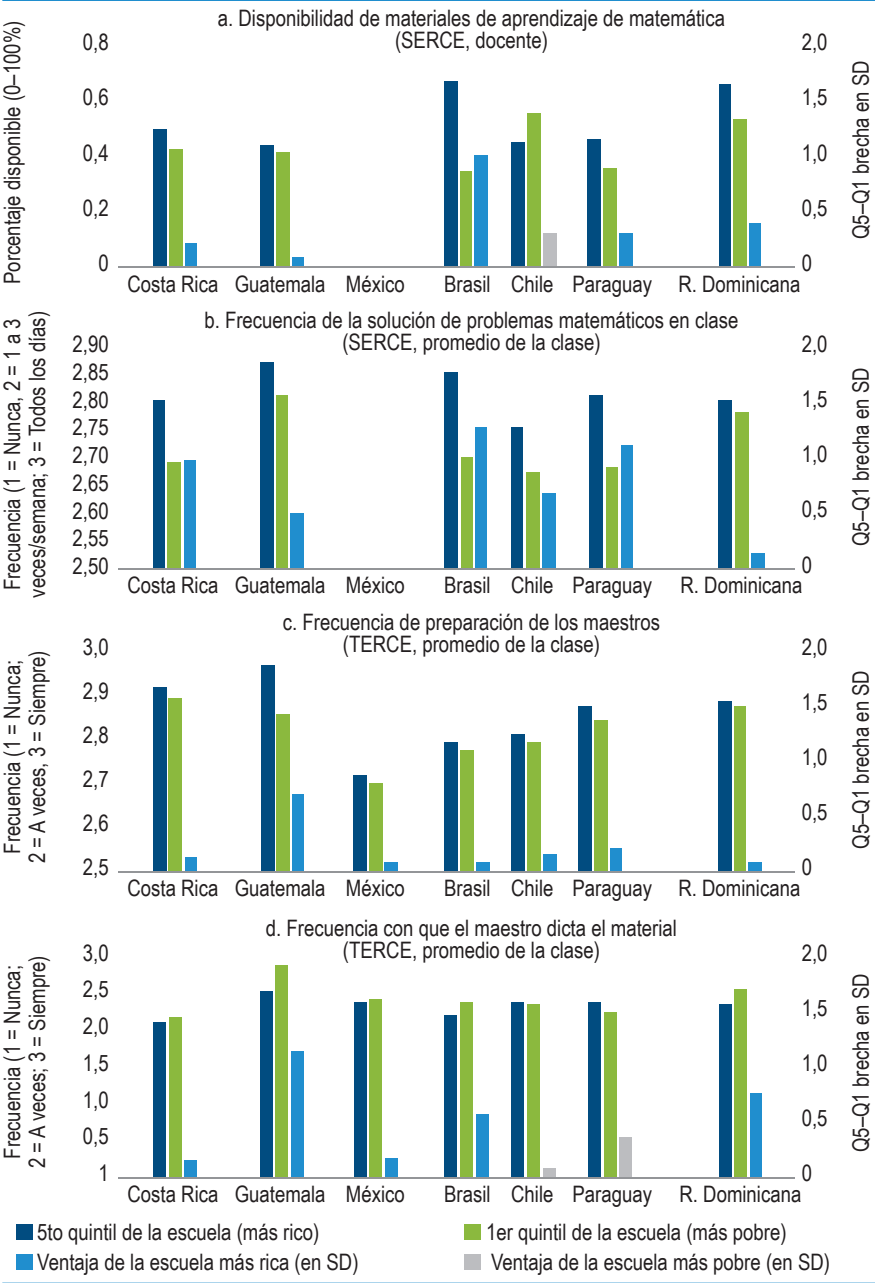 a. Disponibilidad de materiales de aprendizaje de matemática
(SERCE, docente)
Porcentaje disponible (0–100%)
0,8
0,6
0,4
0,2
0
2,0
1,5
1,0
0,5
0
Q5–Q1 brecha en SD
Costa Rica Guatemala México Brasil Chile Paraguay R. Dominicana
b. Frecuencia de la solución de problemas matemáticos en clase
(SERCE, promedio de la clase)
Frecuencia (1 = Nunca, 2 = 1 a 3
veces/semana; 3 = Todos los días)
2,90
2,85
2,80
2,75
2,70
2,65
2,60
2,55
2,50
2,0
1,5
1,0
0,5
0
Q5–Q1 brecha en SD
Costa Rica Guatemala México Brasil Chile Paraguay R. Dominicana
c. Frecuencia de preparación de los maestros
(TERCE, promedio de la clase)
Frecuencia (1 = Nunca;
2 = A veces, 3 = Siempre)
3,0
2,9
2,8
2,7
2,6
2,5
2,0
1,5
1,0
0,5
0
Q5–Q1 brecha en SD
Costa Rica Guatemala México Brasil Chile Paraguay R. Dominicana
d. Frecuencia con que el maestro dicta el material
(TERCE, promedio de la clase)
Frecuencia (1 = Nunca;
2 = A veces; 3 = Siempre)
3,0
2,5
2,0
1,5
1,0
0,5
1
2,0
1,5
1,0
0,5
0
Q5–Q1 brecha en SD
Costa Rica Guatemala México Brasil Chile Paraguay R. Dominicana
5to quintil de la escuela (más rico)
1er quintil de la escuela (más pobre)
Ventaja de la escuela más rica (en SD)
Ventaja de la escuela más pobre (en SD)